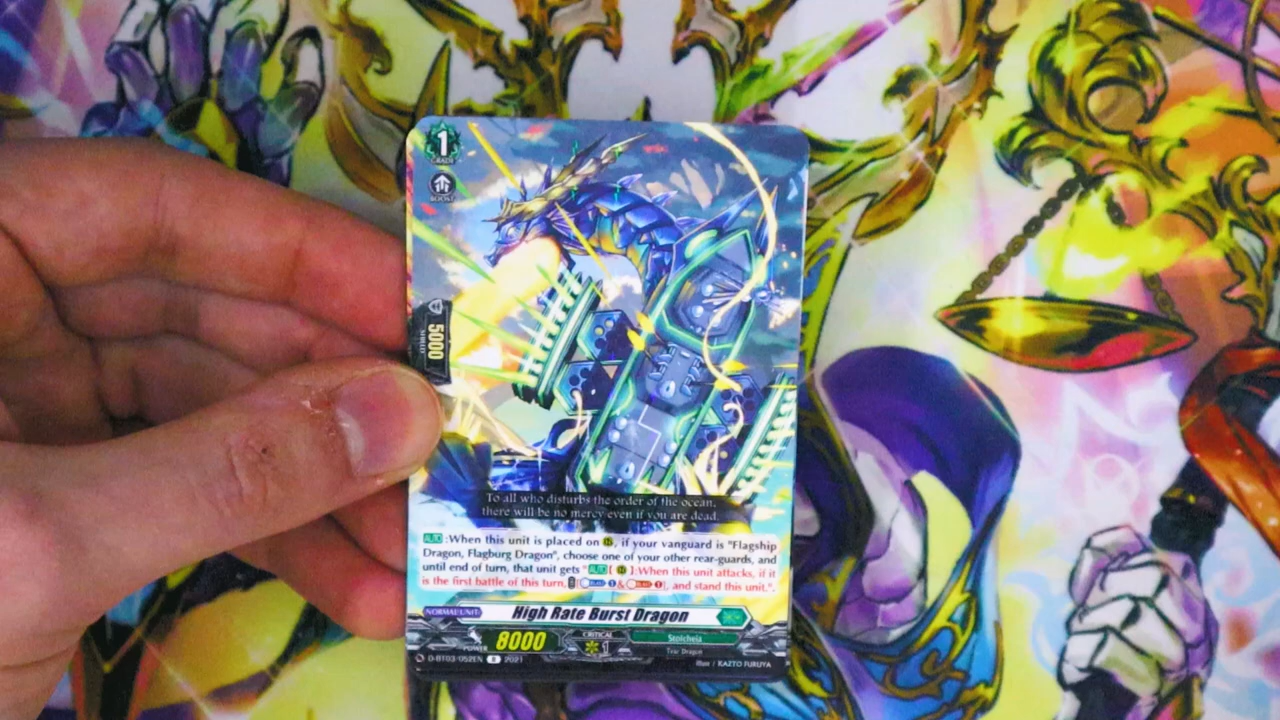 1
GRADE
BOOST
5000
SHIELD
To all who disturbs the order of the ocean,
there will be no mercy even if you are dead.
AUTO :When this unit is placed on , if your vanguard is "Flagship
Dragon, Flagburg Dragon", choose one of your other rear-guards, and
until end of turn, that unit gets "AUTO [ ]:When this unit attacks, if it
is the first battle of this turn, [ 1 & 1 ], and stand this unit.".
NORMAL UNIT High Rate Burst Dragon
POWER 8000 CRITICAL 1 Stoicheia
Tear Dragon
D-BT03/052EN R 2021 Illust / KAZTO FURUYA